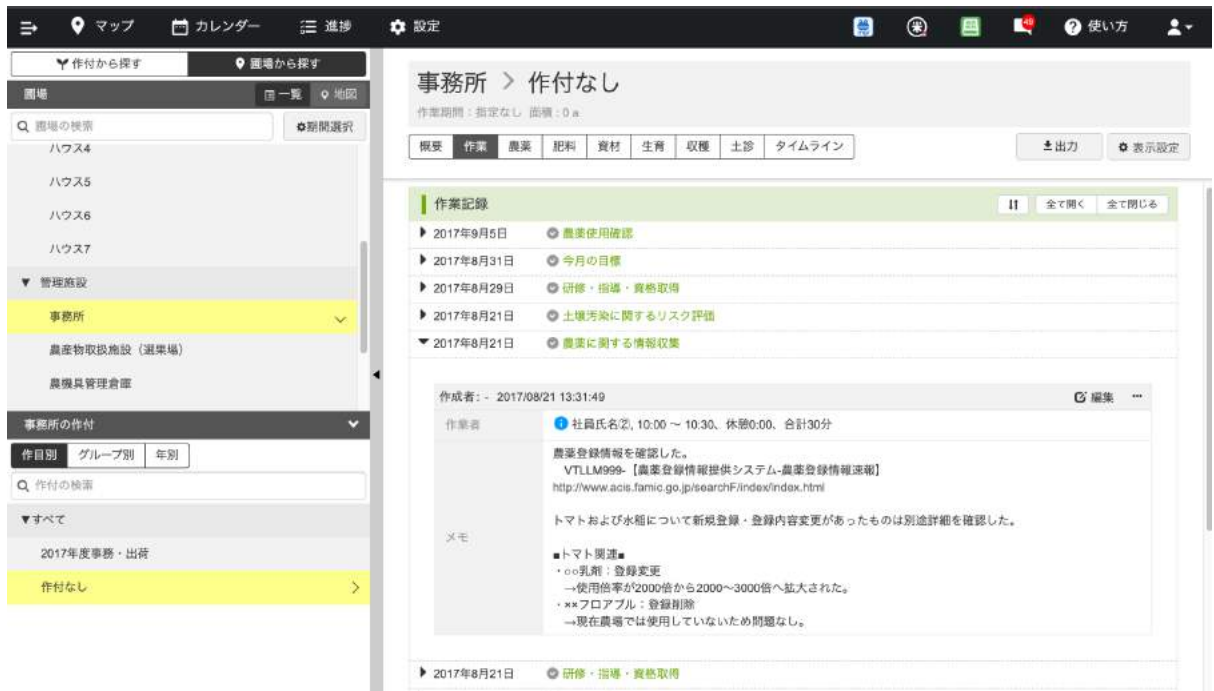 マップ カレンダー 進捗 設定 49 使い方
作付から探す 圃場から探す
圃場 一覧 地図
圃場の検索 期間選択
ハウス4
ハウス5
ハウス6
ハウス7
▼ 管理施設
事務所
農産物取扱施設（選果場）
農機具管理倉庫
事務所の作付
作目別 グループ別 年別
作付の検索
▼すべて
2017年度事務・出荷
作付なし
事務所 > 作付なし
作業期間：指定なし 面積：0 a
概要 作業 農薬 肥料 資材 生育 収穫 土診 タイムライン 出力 表示設定
作業記録 全て開く 全て閉じる
2017年9月5日 農薬使用確認
2017年8月31日 今月の目標
2017年8月29日 研修・指導・資格取得
2017年8月21日 土壌汚染に関するリスク評価
2017年8月21日 農薬に関する情報収集
作成者: - 2017/08/21 13:31:49 編集 ···
作業者 社員氏名②, 10:00 ～ 10:30、休憩0:00、合計30分
メモ
農薬登録情報を確認した。
VTLLM999-【農薬登録情報提供システム-農薬登録情報速報】
http://www.acis.famic.go.jp/searchF/index/index.html
トマトおよび水稲について新規登録・登録内容変更があったものは別途詳細を確認した。
■トマト関連■
・○○乳剤：登録変更
→使用倍率が2000倍から2000～3000倍へ拡大された。
・××フロアブル：登録削除
→現在農場では使用していないため問題なし。
2017年8月21日 研修・指導・資格取得